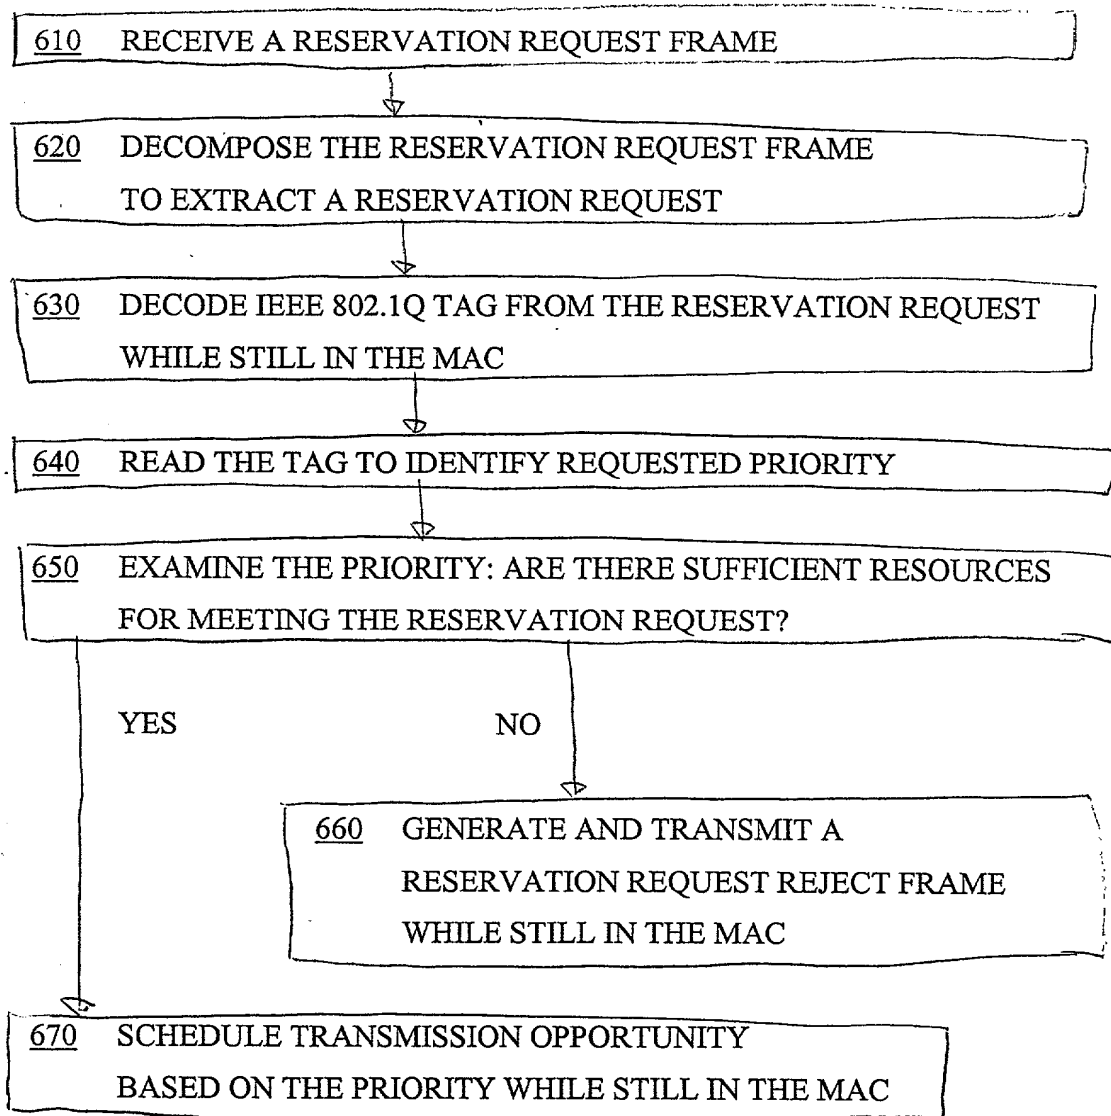 610 RECEIVE A RESERVATION REQUEST FRAME
620 DECOMPOSE THE RESERVATION REQUEST FRAME
TO EXTRACT A RESERVATION REQUEST
630 DECODE IEEE 802.1Q TAG FROM THE RESERVATION REQUEST
WHILE STILL IN THE MAC
640 READ THE TAG TO IDENTIFY REQUESTED PRIORITY
650 EXAMINE THE PRIORITY: ARE THERE SUFFICIENT RESOURCES
FOR MEETING THE RESERVATION REQUEST?
YES NO
660 GENERATE AND TRANSMIT A
RESERVATION REQUEST REJECT FRAME
WHILE STILL IN THE MAC
670 SCHEDULE TRANSMISSION OPPORTUNITY
BASED ON THE PRIORITY WHILE STILL IN THE MAC